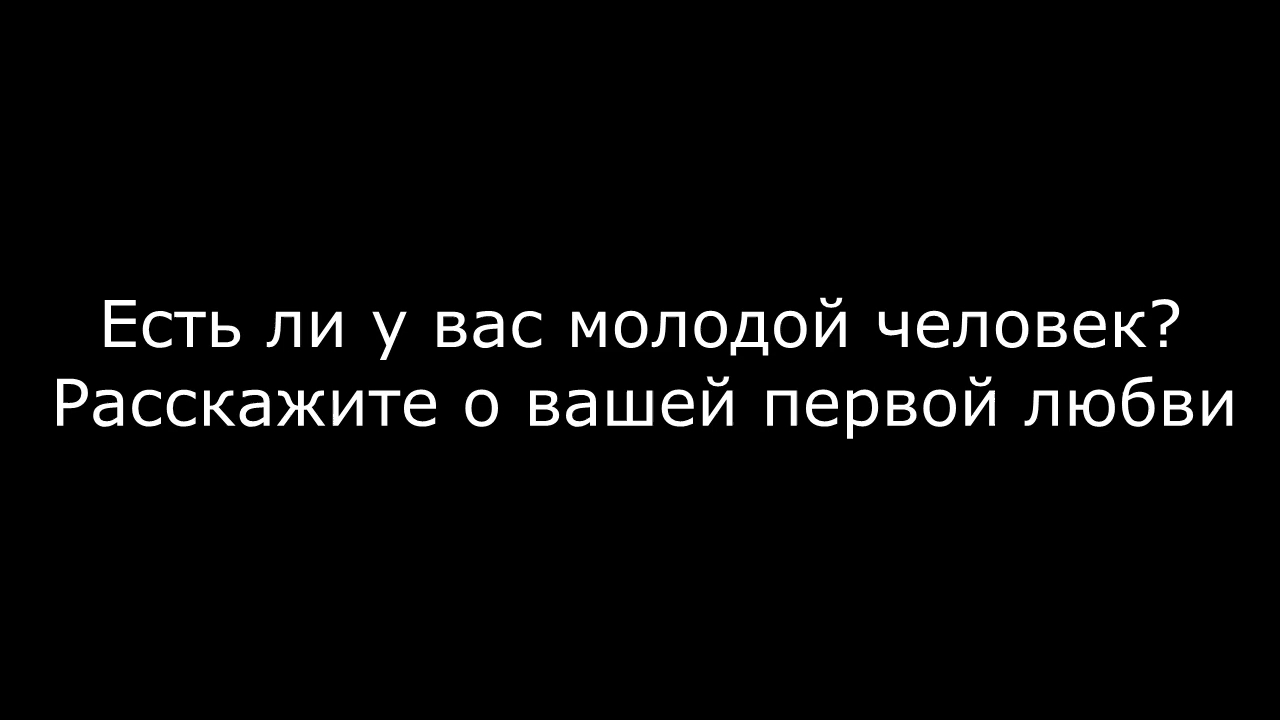 Есть ли у вас молодой человек?
Расскажите о вашей первой любви